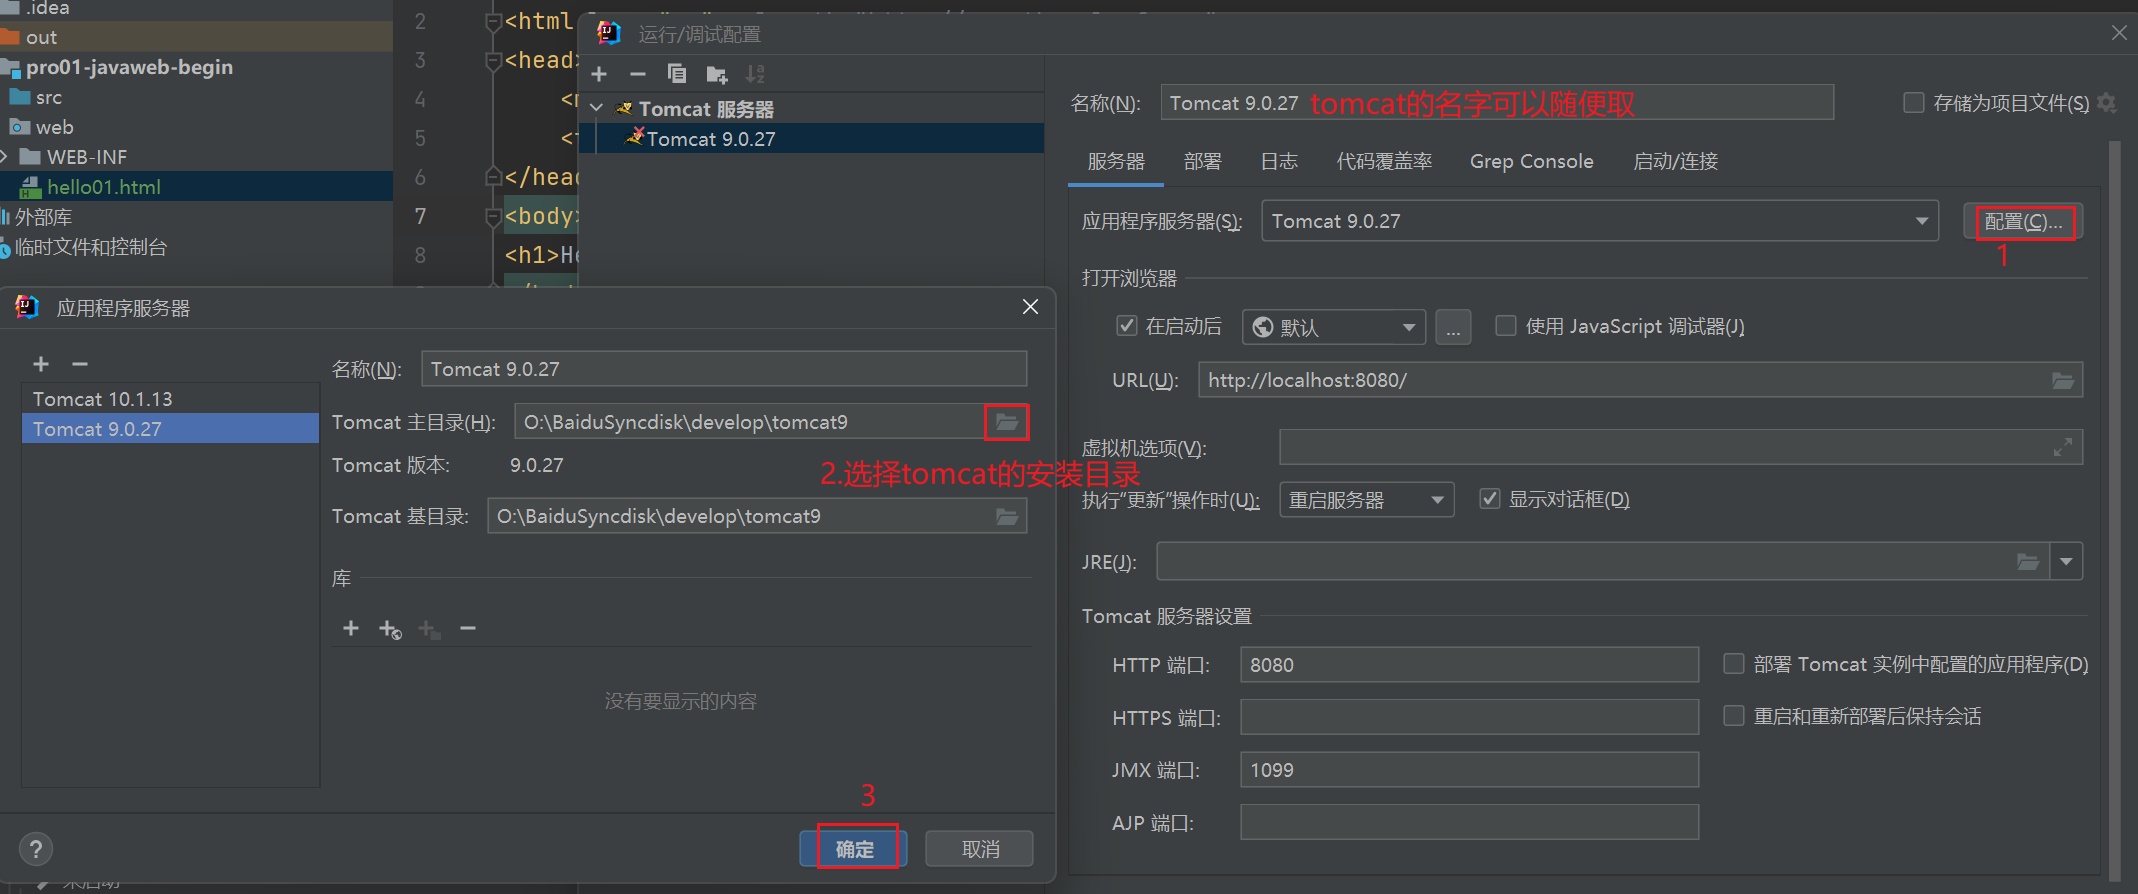 .idea
out
pro01-javaweb-begin
src
web
WEB-INF
hello01.html
外部库
临时文件和控制台
2
3
4
5
6
7
8
<html
<head>
<m
<t
</head
<body>
<h1>He
运行/调试配置
Tomcat 服务器
Tomcat 9.0.27
名称(N):
Tomcat 9.0.27
tomcat的名字可以随便取
存储为项目文件(S)
服务器
部署
日志
代码覆盖率
Grep Console
启动/连接
应用程序服务器(S):
Tomcat 9.0.27
配置(C)...
1
打开浏览器
在启动后
默认
...
使用 JavaScript 调试器(J)
URL(U):
http://localhost:8080/
虚拟机选项(V):
执行“更新”操作时(U):
重启服务器
显示对话框(D)
JRE(J):
Tomcat 服务器设置
HTTP 端口:
8080
部署 Tomcat 实例中配置的应用程序(D)
HTTPS 端口:
重启和重新部署后保持会话
JMX 端口:
1099
AJP 端口:
应用程序服务器
Tomcat 10.1.13
Tomcat 9.0.27
名称(N):
Tomcat 9.0.27
Tomcat 主目录(H):
O:\BaiduSyncdisk\develop\tomcat9
Tomcat 版本:
9.0.27
2.选择tomcat的安装目录
Tomcat 基目录:
O:\BaiduSyncdisk\develop\tomcat9
库
没有要显示的内容
3
?
确定
取消